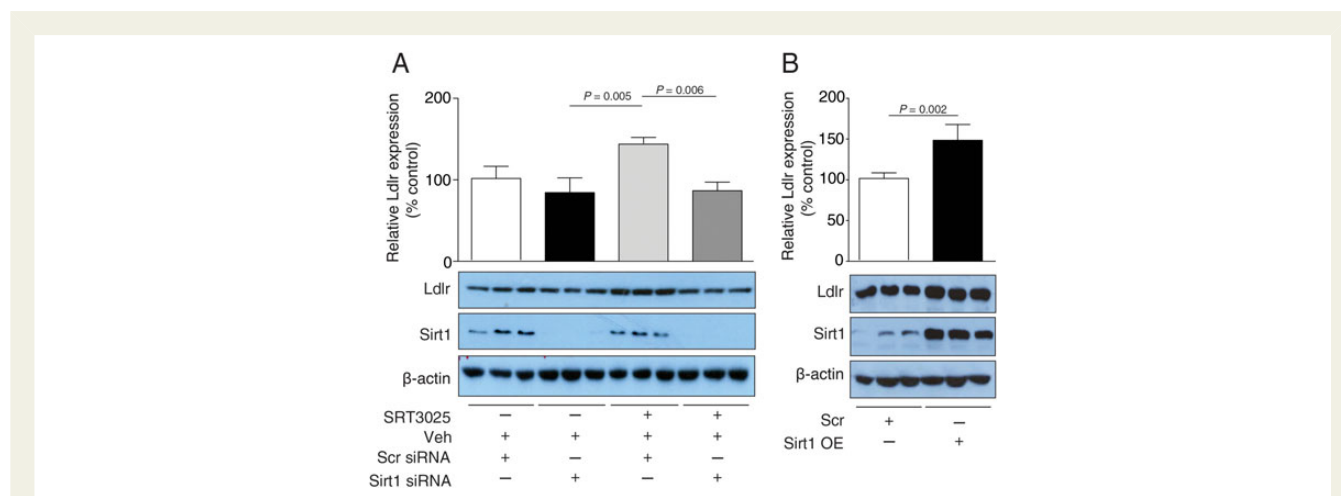 A
Relative Ldlr expression
(% control)
200
100
0
P = 0.005
P = 0.006
Ldlr
Sirt1
β-actin
SRT3025 – – + +
Veh + + + +
Scr siRNA + – + –
Sirt1 siRNA – + – +
B
Relative Ldlr expression
(% control)
200
150
100
50
0
P = 0.002
Ldlr
Sirt1
β-actin
Scr + –
Sirt1 OE – +